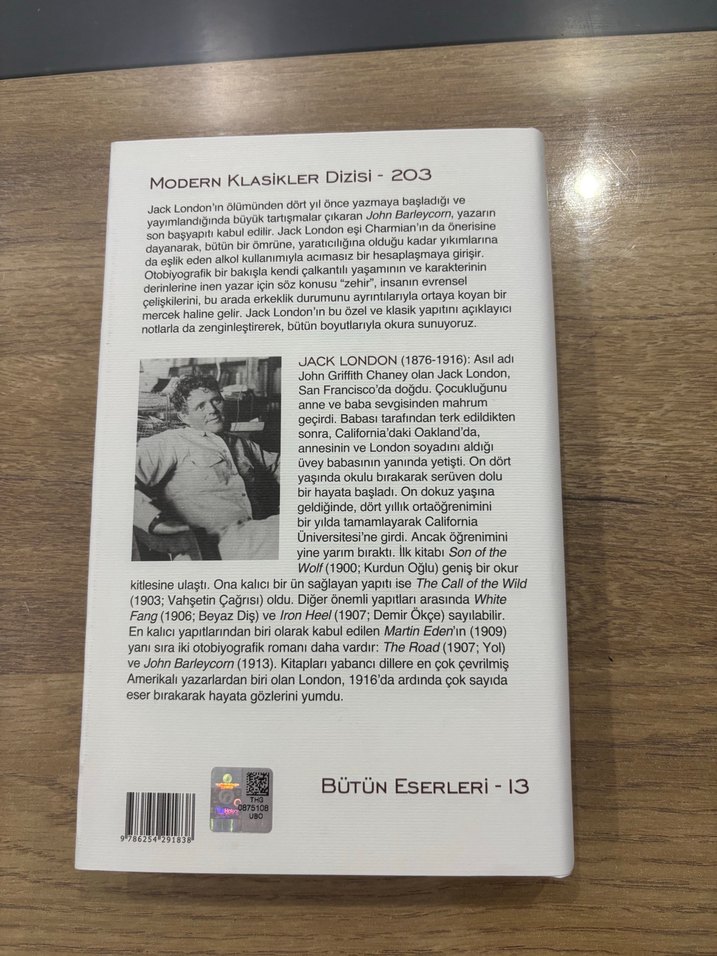 MODERN KLASİKLER DİZİSİ - 203
Jack London'ın ölümünden dört yıl önce yazmaya başladığı ve
yayımlandığında büyük tartışmalar çıkaran John Barleycorn, yazarın
son başyapıtı kabul edilir. Jack London eşi Charmian'ın da önerisine
dayanarak, bütün bir ömrüne, yaratıcılığına olduğu kadar yıkımlarına
da eşlik eden alkol kullanımıyla acımasız bir hesaplaşmaya girişir.
Otobiyografik bir bakışla kendi çalkantılı yaşamının ve karakterinin
derinlerine inen yazar için söz konusu "zehir", insanın evrensel
çelişkilerini, bu arada erkeklik durumunu ayrıntılarıyla ortaya koyan bir
mercek haline gelir. Jack London'ın bu özel ve klasik yapıtını açıklayıcı
notlarla da zenginleştirerek, bütün boyutlarıyla okura sunuyoruz.
JACK LONDON (1876-1916): Asıl adı
John Griffith Chaney olan Jack London,
San Francisco'da doğdu. Çocukluğunu
anne ve baba sevgisinden mahrum
geçirdi. Babası tarafından terk edildikten
sonra, California'daki Oakland'da,
annesinin ve London soyadını aldığı
üvey babasının yanında yetişti. On dört
yaşında okulu bırakarak serüven dolu
bir hayata başladı. On dokuz yaşına
geldiğinde, dört yıllık ortaöğrenimini
bir yılda tamamlayarak California
Üniversitesi'ne girdi. Ancak öğrenimini
yine yarım bıraktı. İlk kitabı Son of the
Wolf (1900; Kurdun Oğlu) geniş bir okur
kitlesine ulaştı. Ona kalıcı bir ün sağlayan yapıtı ise The Call of the Wild
(1903; Vahşetin Çağrısı) oldu. Diğer önemli yapıtları arasında White
Fang (1906; Beyaz Diş) ve Iron Heel (1907; Demir Ökçe) sayılabilir.
En kalıcı yapıtlarından biri olarak kabul edilen Martin Eden'ın (1909)
yanı sıra iki otobiyografik romanı daha vardır: The Road (1907; Yol)
ve John Barleycorn (1913). Kitapları yabancı dillere en çok çevrilmiş
Amerikalı yazarlardan biri olan London, 1916'da ardında çok sayıda
eser bırakarak hayata gözlerini yumdu.
BÜTÜN ESERLERİ - 13
THG
0875108
UBO
9 786254 291838